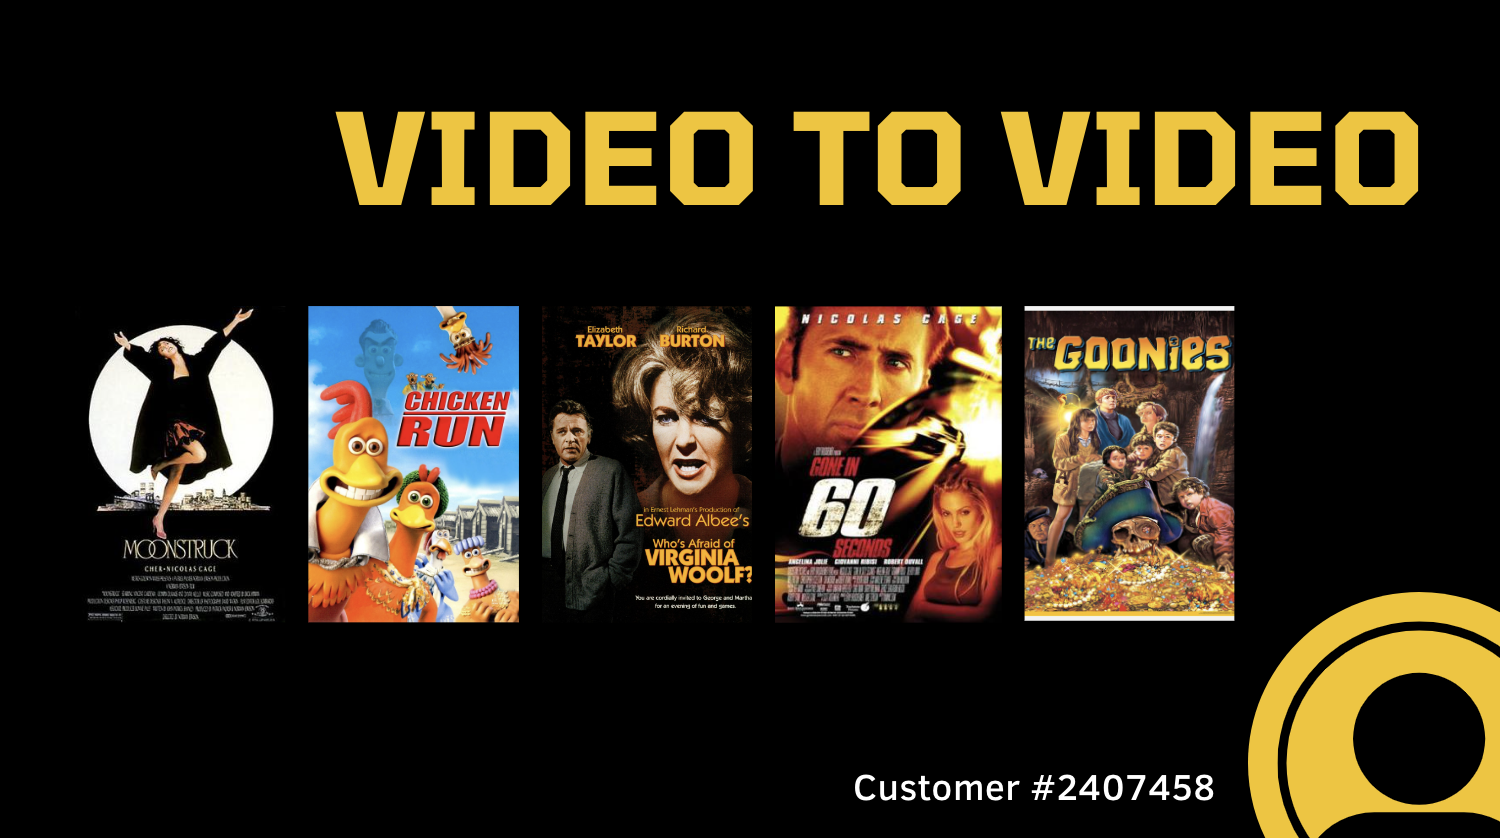 VIDEO TO VIDEO
MOONSTRUCK
CHER • NICOLAS CAGE
CHICKEN
RUN
Elizabeth
TAYLOR
Richard
BURTON
in Ernest Lehman's Production of
Edward Albee's
Who's Afraid of
VIRGINIA
WOOLF?
You are cordially invited to George and Martha
for an evening of fun and games.
NICOLAS CAGE
GONE IN
60
SECONDS
ANGELINA JOLIE GIOVANNI RIBISI ROBERT DUVALL
THE GOONiES
Customer #2407458